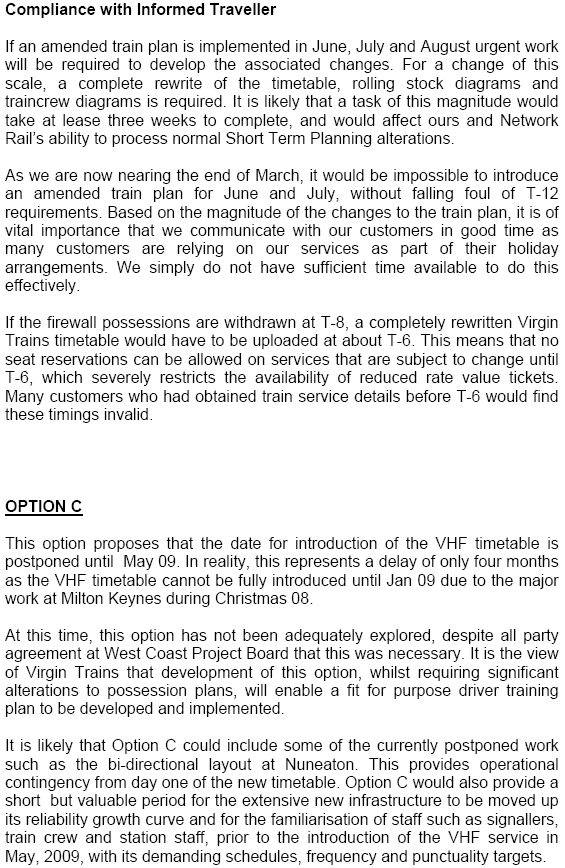 Compliance with Informed Traveller
If an amended train plan is implemented in June, July and August urgent work
will be required to develop the associated changes. For a change of this
scale, a complete rewrite of the timetable, rolling stock diagrams and
traincrew diagrams is required. It is likely that a task of this magnitude would
take at lease three weeks to complete, and would affect ours and Network
Rail's ability to process normal Short Term Planning alterations.
As we are now nearing the end of March, it would be impossible to introduce
an amended train plan for June and July, without falling foul of T-12
requirements. Based on the magnitude of the changes to the train plan, it is of
vital importance that we communicate with our customers in good time as
many customers are relying on our services as part of their holiday
arrangements. We simply do not have sufficient time available to do this
effectively.
If the firewall possessions are withdrawn at T-8, a completely rewritten Virgin
Trains timetable would have to be uploaded at about T-6. This means that no
seat reservations can be allowed on services that are subject to change until
T-6, which severely restricts the availability of reduced rate value tickets.
Many customers who had obtained train service details before T-6 would find
these timings invalid.
OPTION C
This option proposes that the date for introduction of the VHF timetable is
postponed until May 09. In reality, this represents a delay of only four months
as the VHF timetable cannot be fully introduced until Jan 09 due to the major
work at Milton Keynes during Christmas 08.
At this time, this option has not been adequately explored, despite all party
agreement at West Coast Project Board that this was necessary. It is the view
of Virgin Trains that development of this option, whilst requiring significant
alterations to possession plans, will enable a fit for purpose driver training
plan to be developed and implemented.
It is likely that Option C could include some of the currently postponed work
such as the bi-directional layout at Nuneaton. This provides operational
contingency from day one of the new timetable. Option C would also provide a
short but valuable period for the extensive new infrastructure to be moved up
its reliability growth curve and for the familiarisation of staff such as signallers,
train crew and station staff, prior to the introduction of the VHF service in
May, 2009, with its demanding schedules, frequency and punctuality targets.